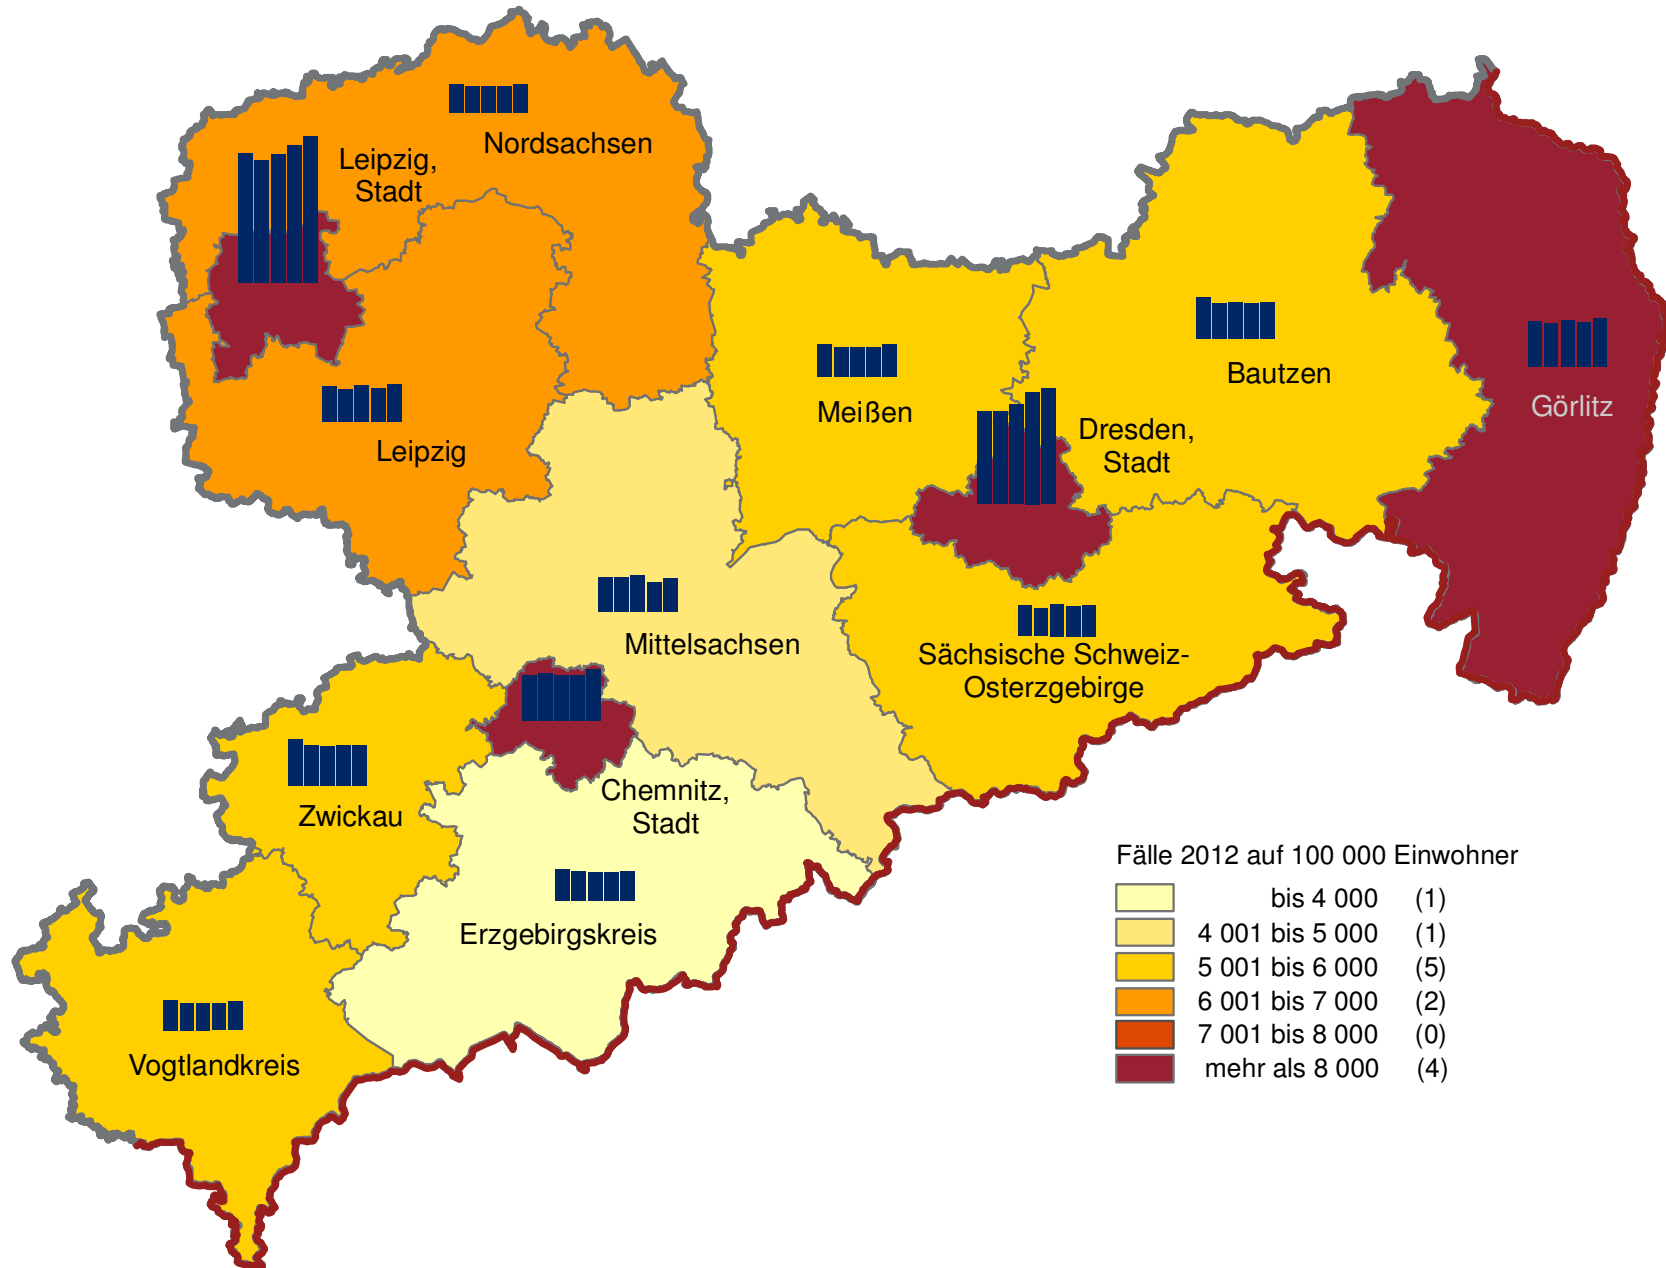 Nordsachsen
Leipzig,
Stadt
Leipzig
Meißen
Dresden,
Stadt
Bautzen
Görlitz
Mittelsachsen
Sächsische Schweiz-
Osterzgebirge
Chemnitz,
Stadt
Zwickau
Erzgebirgskreis
Vogtlandkreis
Fälle 2012 auf 100 000 Einwohner
bis 4 000 (1)
4 001 bis 5 000 (1)
5 001 bis 6 000 (5)
6 001 bis 7 000 (2)
7 001 bis 8 000 (0)
mehr als 8 000 (4)